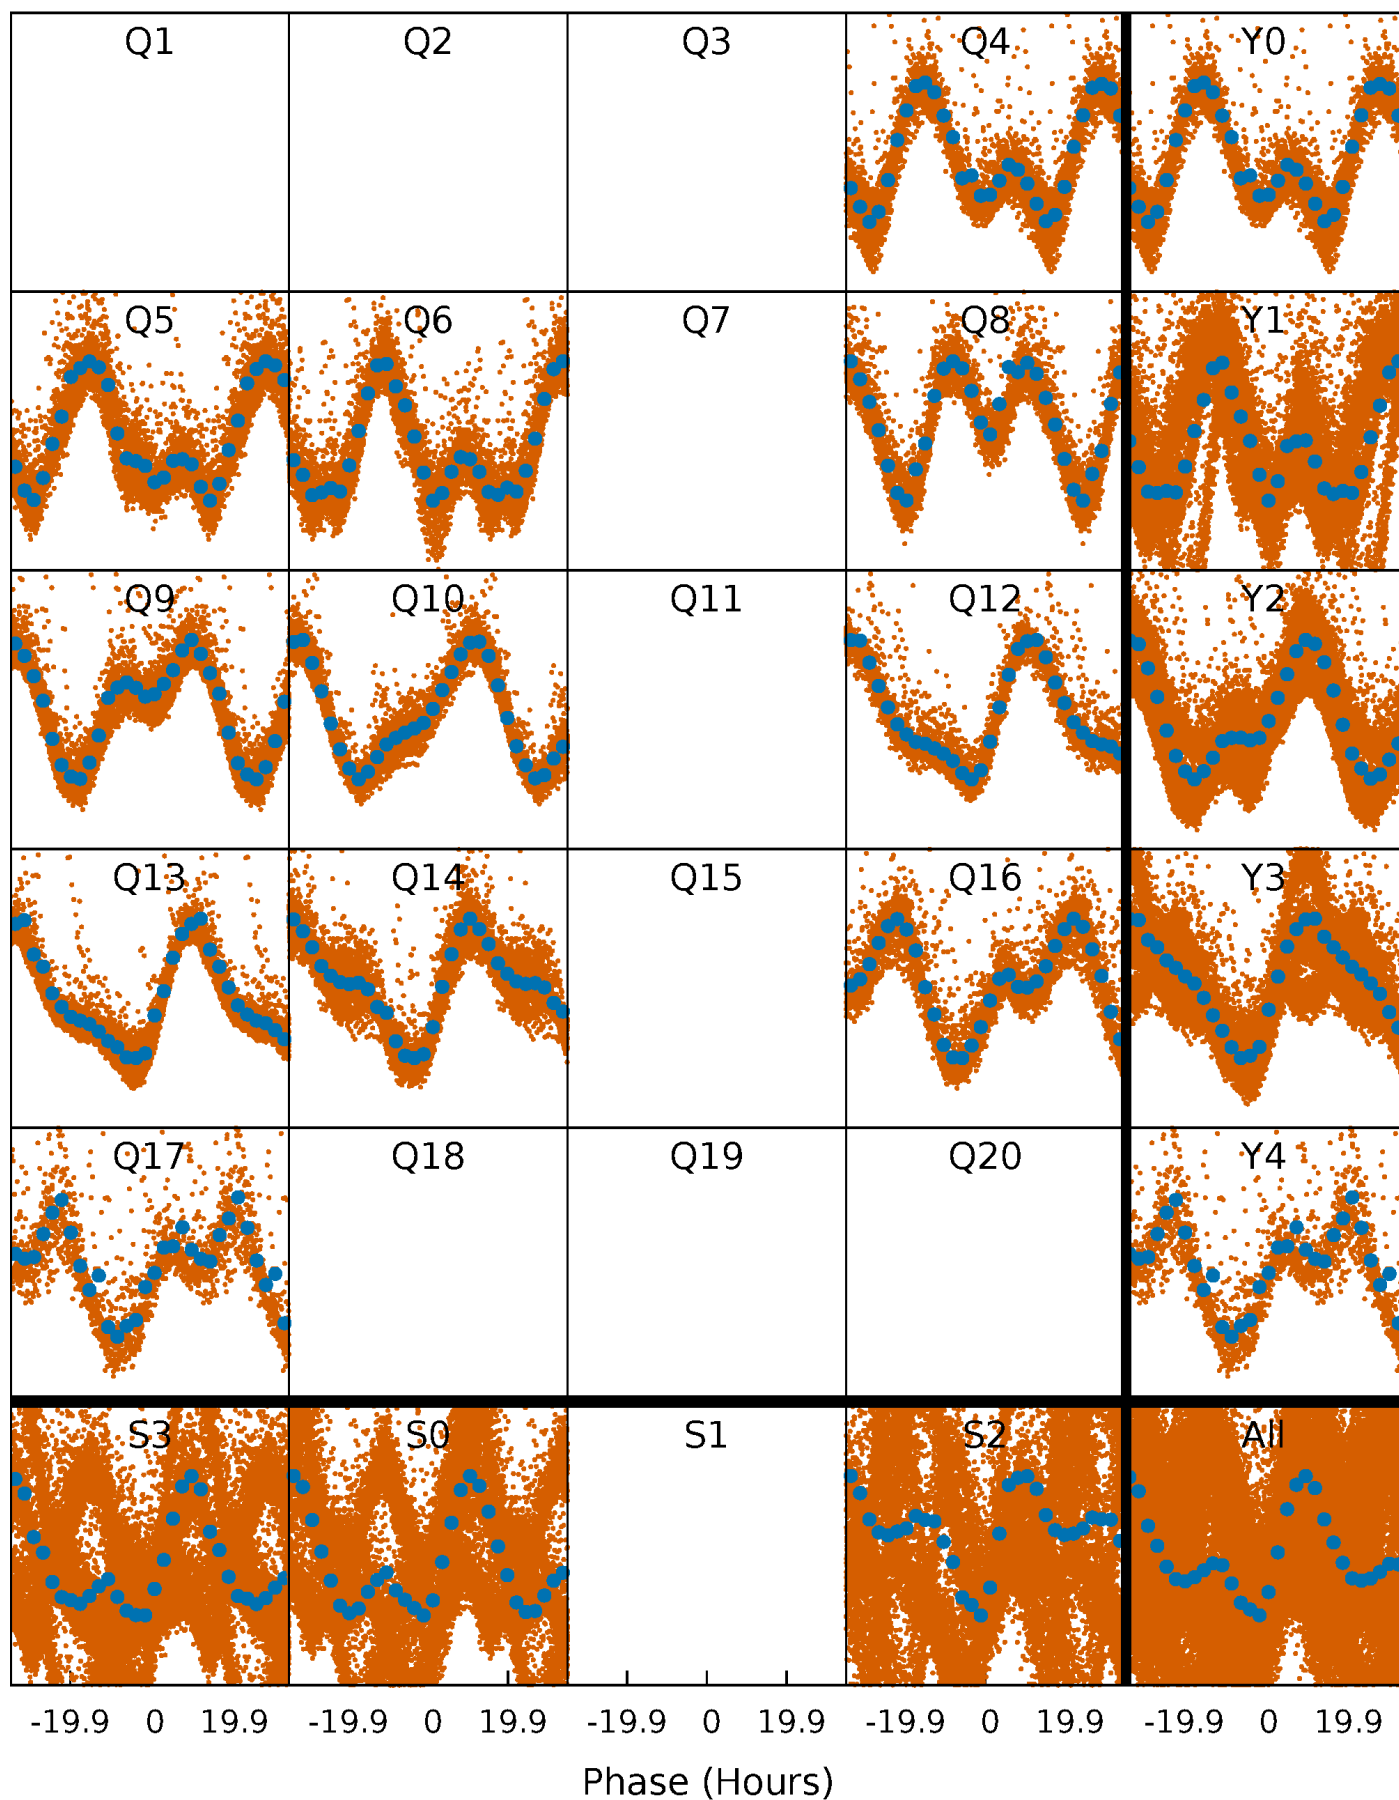 Q1 Q2 Q3 Q4 Y0
Q5 Q6 Q7 Q8 Y1
Q9 Q10 Q11 Q12 Y2
Q13 Q14 Q15 Q16 Y3
Q17 Q18 Q19 Q20 Y4
S3 S0 S1 S2 All
-19.9 0 19.9 -19.9 0 19.9 -19.9 0 19.9 -19.9 0 19.9 -19.9 0 19.9
Phase (Hours)